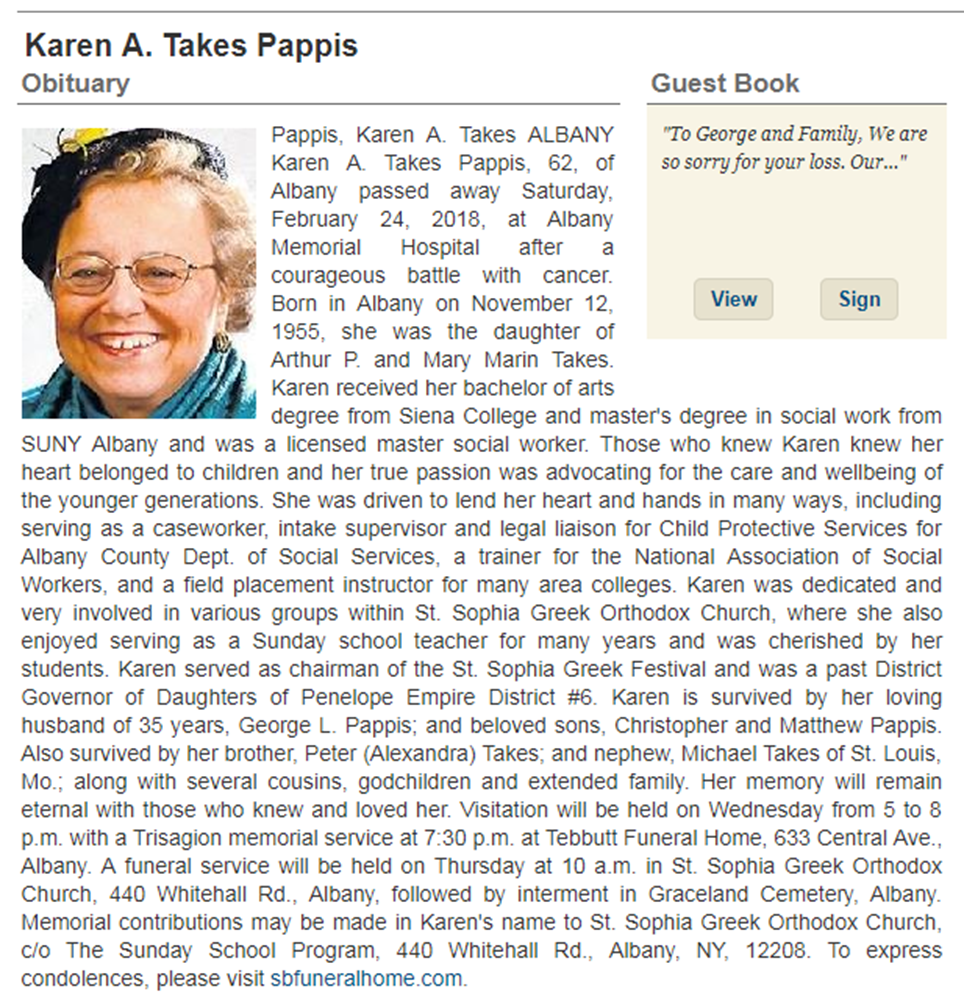 Karen A. Takes Pappis
Obituary
Pappis, Karen A. Takes ALBANY
Karen A. Takes Pappis, 62, of
Albany passed away Saturday,
February 24, 2018, at Albany
Memorial Hospital after a
courageous battle with cancer.
Born in Albany on November 12,
1955, she was the daughter of
Arthur P. and Mary Marin Takes.
Karen received her bachelor of arts
degree from Siena College and master's degree in social work from
SUNY Albany and was a licensed master social worker. Those who knew Karen knew her
heart belonged to children and her true passion was advocating for the care and wellbeing of
the younger generations. She was driven to lend her heart and hands in many ways, including
serving as a caseworker, intake supervisor and legal liaison for Child Protective Services for
Albany County Dept. of Social Services, a trainer for the National Association of Social
Workers, and a field placement instructor for many area colleges. Karen was dedicated and
very involved in various groups within St. Sophia Greek Orthodox Church, where she also
enjoyed serving as a Sunday school teacher for many years and was cherished by her
students. Karen served as chairman of the St. Sophia Greek Festival and was a past District
Governor of Daughters of Penelope Empire District #6. Karen is survived by her loving
husband of 35 years, George L. Pappis; and beloved sons, Christopher and Matthew Pappis.
Also survived by her brother, Peter (Alexandra) Takes; and nephew, Michael Takes of St. Louis,
Mo.; along with several cousins, godchildren and extended family. Her memory will remain
eternal with those who knew and loved her. Visitation will be held on Wednesday from 5 to 8
p.m. with a Trisagion memorial service at 7:30 p.m. at Tebbutt Funeral Home, 633 Central Ave.,
Albany. A funeral service will be held on Thursday at 10 a.m. in St. Sophia Greek Orthodox
Church, 440 Whitehall Rd., Albany, followed by interment in Graceland Cemetery, Albany.
Memorial contributions may be made in Karen's name to St. Sophia Greek Orthodox Church,
c/o The Sunday School Program, 440 Whitehall Rd., Albany, NY, 12208. To express
condolences, please visit sbfuneralhome.com.
Guest Book
"To George and Family, We are
so sorry for your loss. Our..."
View
Sign